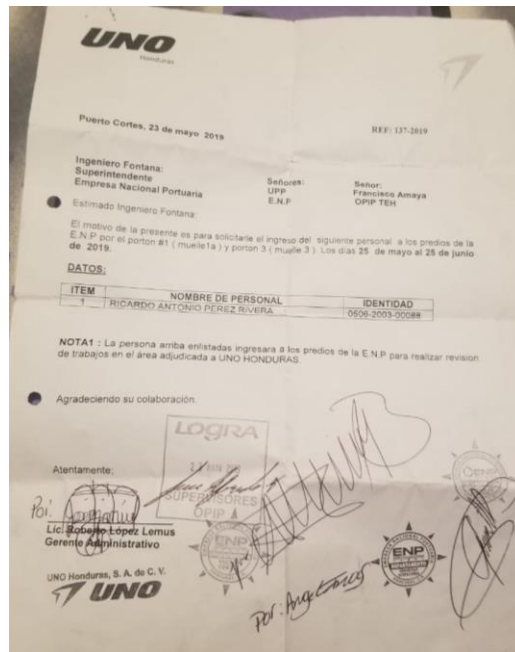 UNO
Honduras
Puerto Cortes, 23 de mayo 2019
REF: 137-2019
Ingeniero Fontana:
Superintendente
Empresa Nacional Portuaria
Señores:
UPP
E.N.P
Senor:
Francisco Amaya
OPIP TEH
Estimado Ingeniero Fontana:
El motivo de la presente es para solicitarle el ingreso del siguiente personal a los predios de la
E.N.P por el porton #1 ( muelle1a ) y porton 3 ( muelle 3 ). Los días 25 de mayo al 25 de junio
de 2019.
DATOS:
ITEM NOMBRE DE PERSONAL IDENTIDAD
1 RICARDO ANTONIO PEREZ RIVERA 0506-2003-00088
NOTA1 : La persona arriba enlistadas ingresara a los predios de la E.N.P para realizar revision
de trabajos en el área adjudicada a UNO HONDURAS
Agradeciendo su colaboración.
LOGRA
SUPERVISORES
OPIP
Atentamente;
Por:
Lic. Roberto López Lemus
Gerente Administrativo
ENP
ENP
UNO Honduras, S. A. de C. V.
UNO
Por: